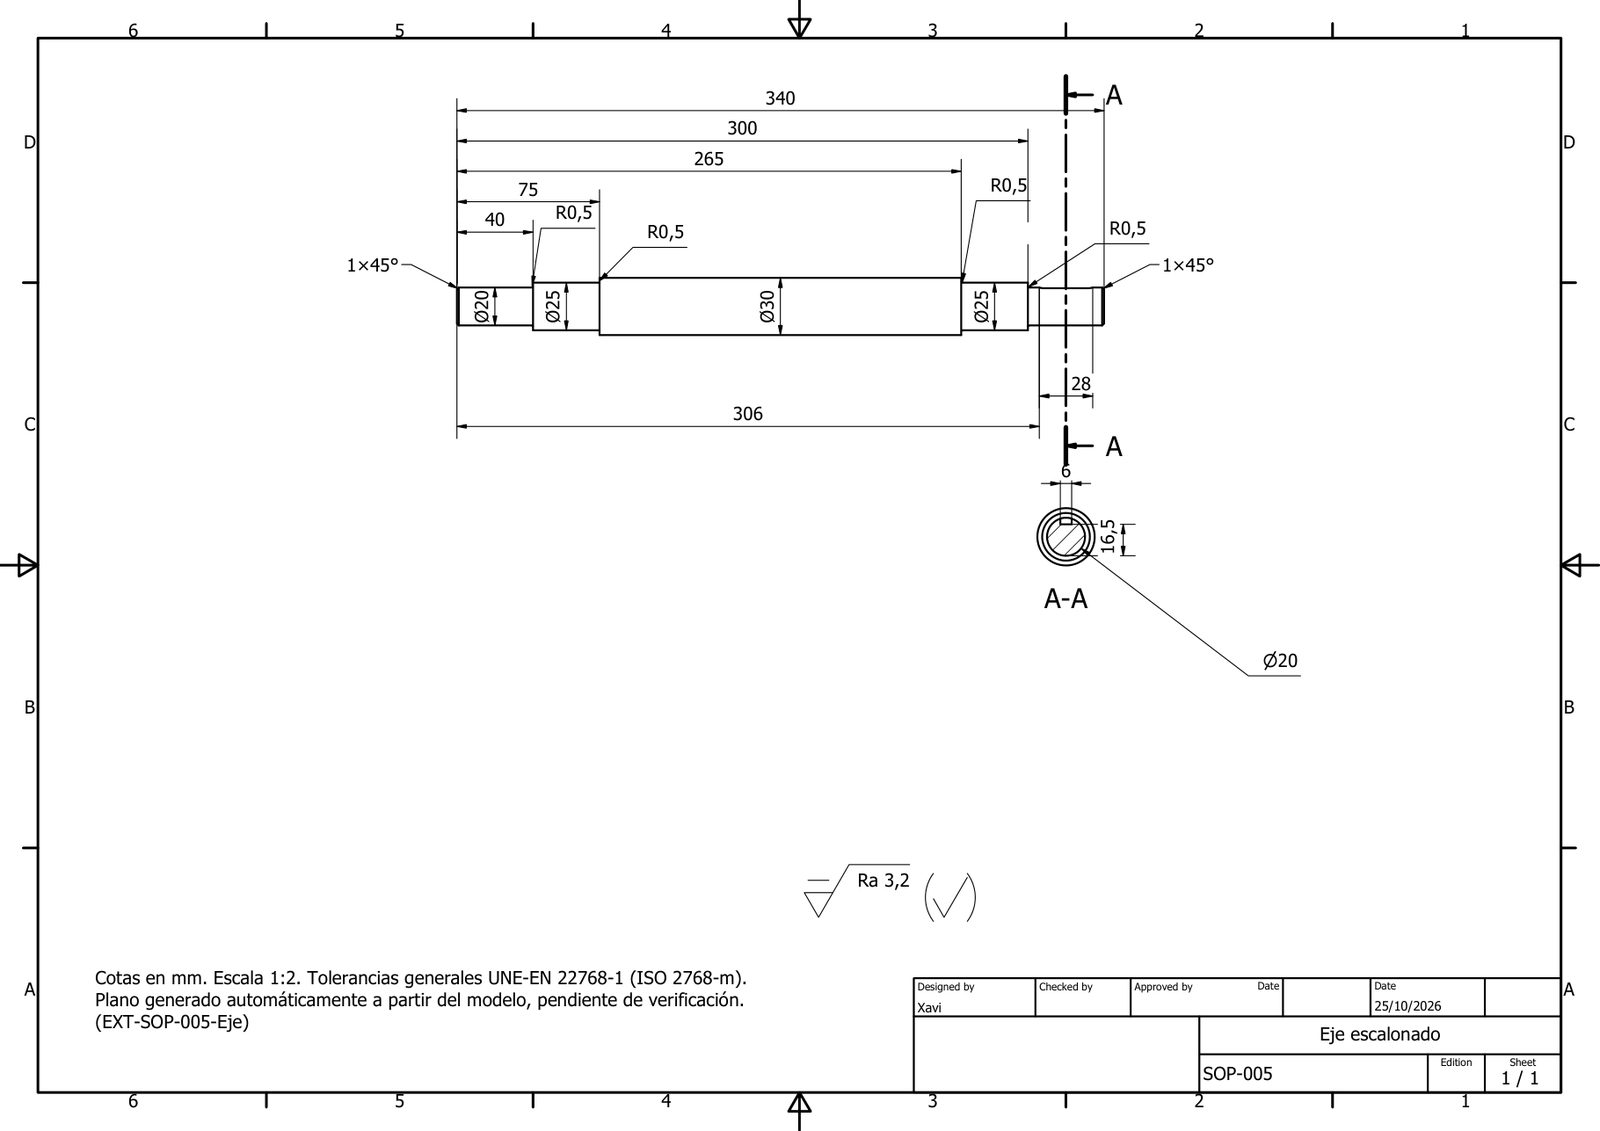 6 5 4 3 2 1
D
D
A
340
300
265
75
40
R0,5
R0,5
R0,5
R0,5
1×45°
1×45°
Ø20
Ø25
Ø30
Ø25
28
306
C
C
A
6
16,5
A-A
Ø20
B
B
Ra 3,2
Cotas en mm. Escala 1:2. Tolerancias generales UNE-EN 22768-1 (ISO 2768-m).
Plano generado automáticamente a partir del modelo, pendiente de verificación.
(EXT-SOP-005-Eje)
A
A
Designed by
Xavi
Checked by
Approved by
Date
Date
25/10/2026
Eje escalonado
SOP-005
Edition
Sheet
1 / 1
6 5 4 3 2 1